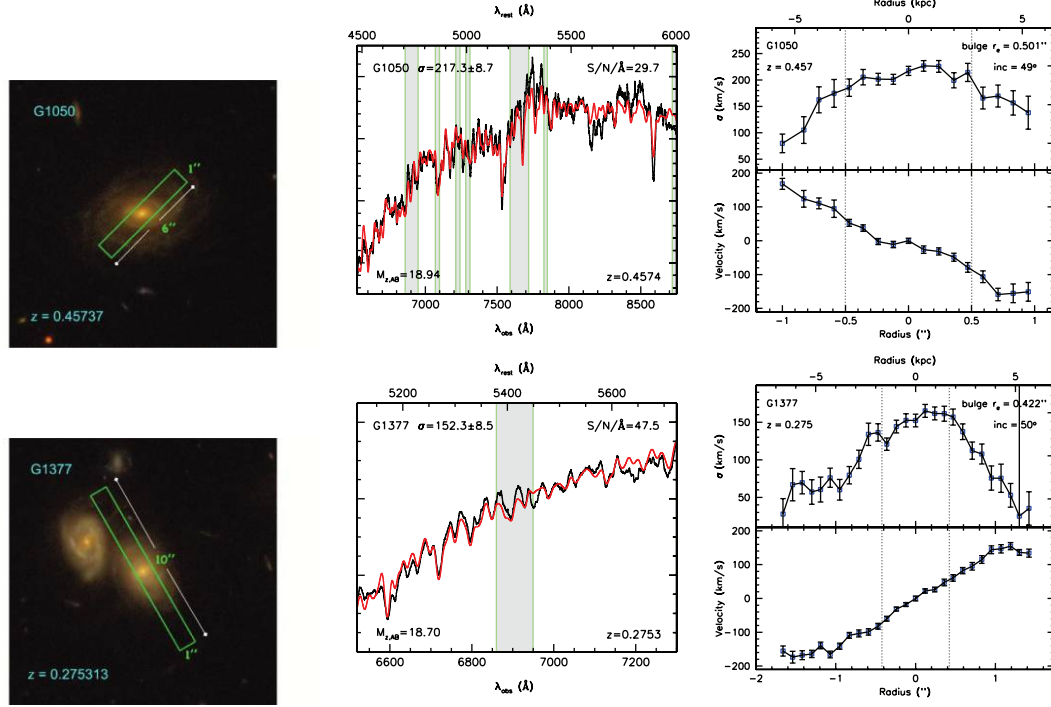 G1050
1''
6''
z = 0.45737
λrest (Å)
4500 5000 5500 6000
G1050 σ=217.3±8.7 S/N/Å=29.7
Mz,AB=18.94 z=0.4574
7000 7500 8000 8500
λobs (Å)
Radius (kpc)
−5 0 5
G1050 bulge re = 0.501''
z = 0.457 inc = 49°
250
200
150
100
50
σ (km/s)
200
100
0
−100
−200
Velocity (km/s)
−1.0 −0.5 0.0 0.5 1.0
Radius ('')
G1377
10''
1''
z = 0.275313
λrest (Å)
5200 5400 5600
G1377 σ=152.3±8.5 S/N/Å=47.5
Mz,AB=18.70 z=0.2753
6600 6800 7000 7200
λobs (Å)
Radius (kpc)
−5 0 5
G1377 bulge re = 0.422''
z = 0.275 inc = 50°
150
100
50
σ (km/s)
200
100
0
−100
−200
Velocity (km/s)
−2 −1 0 1
Radius ('')